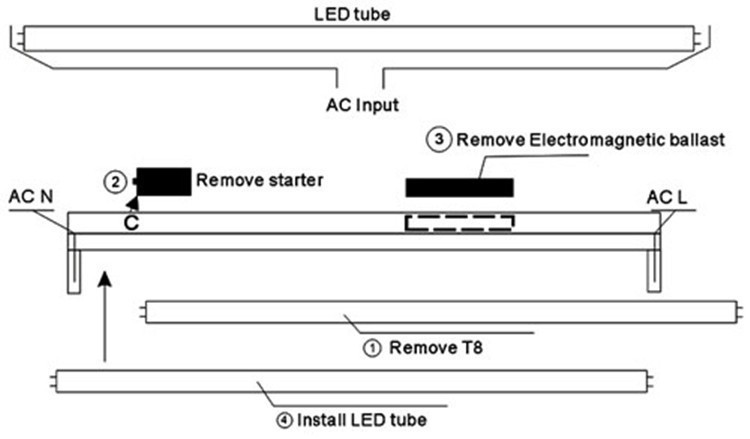 LED tube
AC Input
③ Remove Electromagnetic ballast
② Remove starter
AC N
AC L
C
① Remove T8
④ Install LED tube